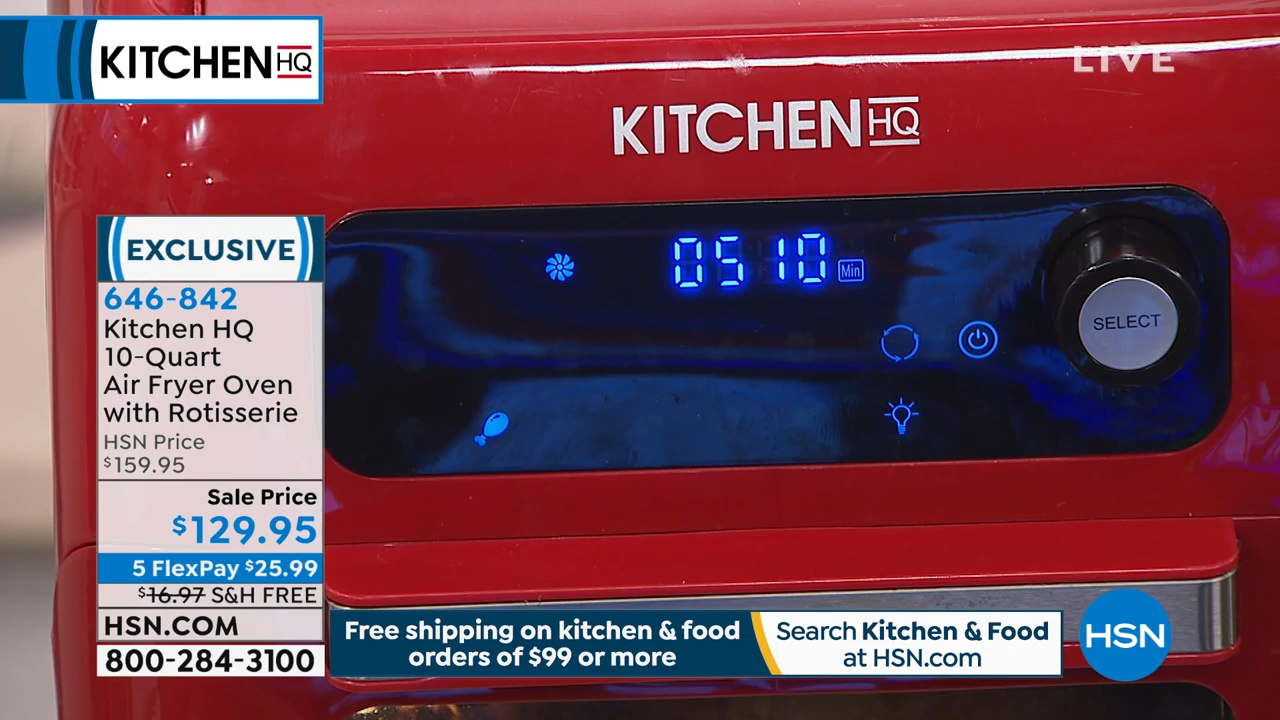 KITCHEN HQ
LIVE
KITCHEN HQ
EXCLUSIVE
646-842
Kitchen HQ
10-Quart
Air Fryer Oven
with Rotisserie
HSN Price
$159.95
Sale Price
$129.95
5 FlexPay $25.99
$16.97 S&H FREE
HSN.COM
800-284-3100
0510 Min
SELECT
Free shipping on kitchen & food
orders of $99 or more
Search Kitchen & Food
at HSN.com
HSN